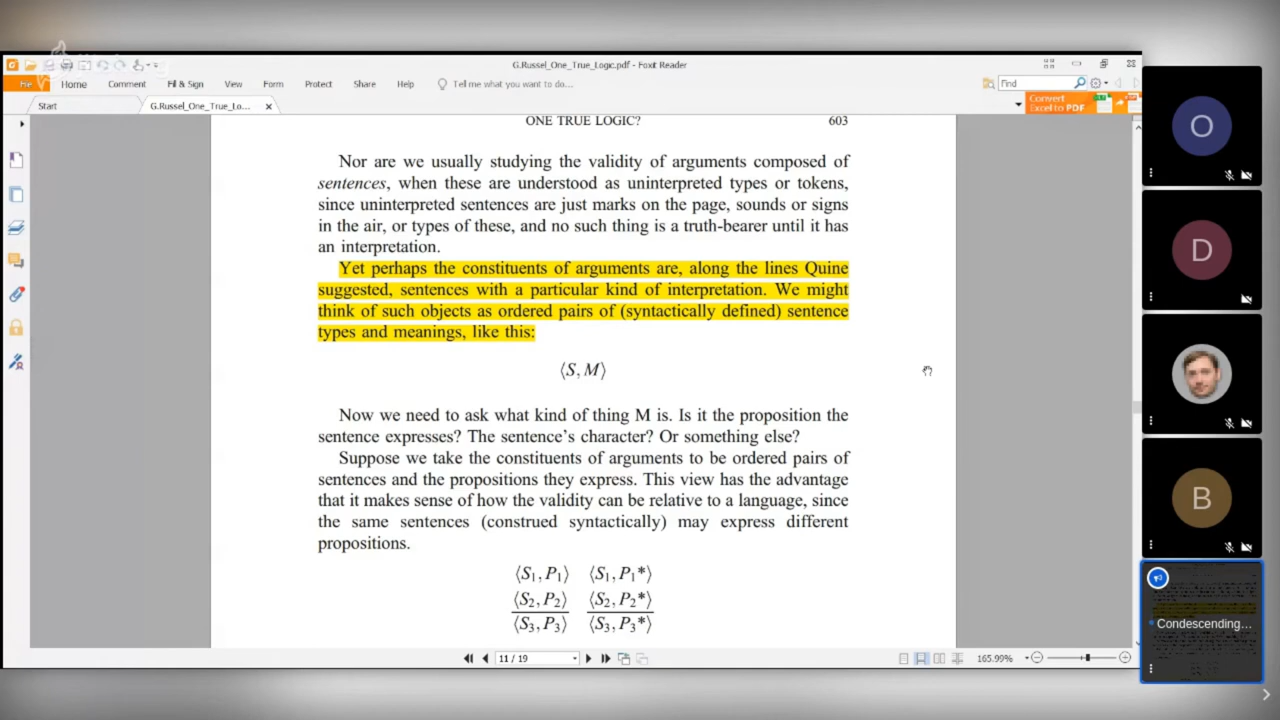 G.Russel_One_True_Logic.pdf - Foxit Reader
Home Comment Fill & Sign View Form Protect Share Help Tell me what you want to do... Find
Start G.Russel_One_True_Lo...
Convert
Excel to PDF
ONE TRUE LOGIC? 603
Nor are we usually studying the validity of arguments composed of
sentences, when these are understood as uninterpreted types or tokens,
since uninterpreted sentences are just marks on the page, sounds or signs
in the air, or types of these, and no such thing is a truth-bearer until it has
an interpretation.
Yet perhaps the constituents of arguments are, along the lines Quine
suggested, sentences with a particular kind of interpretation. We might
think of such objects as ordered pairs of (syntactically defined) sentence
types and meanings, like this:
⟨S, M⟩
Now we need to ask what kind of thing M is. Is it the proposition the
sentence expresses? The sentence's character? Or something else?
Suppose we take the constituents of arguments to be ordered pairs of
sentences and the propositions they express. This view has the advantage
that it makes sense of how the validity can be relative to a language, since
the same sentences (construed syntactically) may express different
propositions.
⟨S₁, P₁⟩ ⟨S₁, P₁*⟩
⟨S₂, P₂⟩ ⟨S₂, P₂*⟩
⟨S₃, P₃⟩ ⟨S₃, P₃*⟩
11 / 19 165.99%
O
D
B
Condescending...